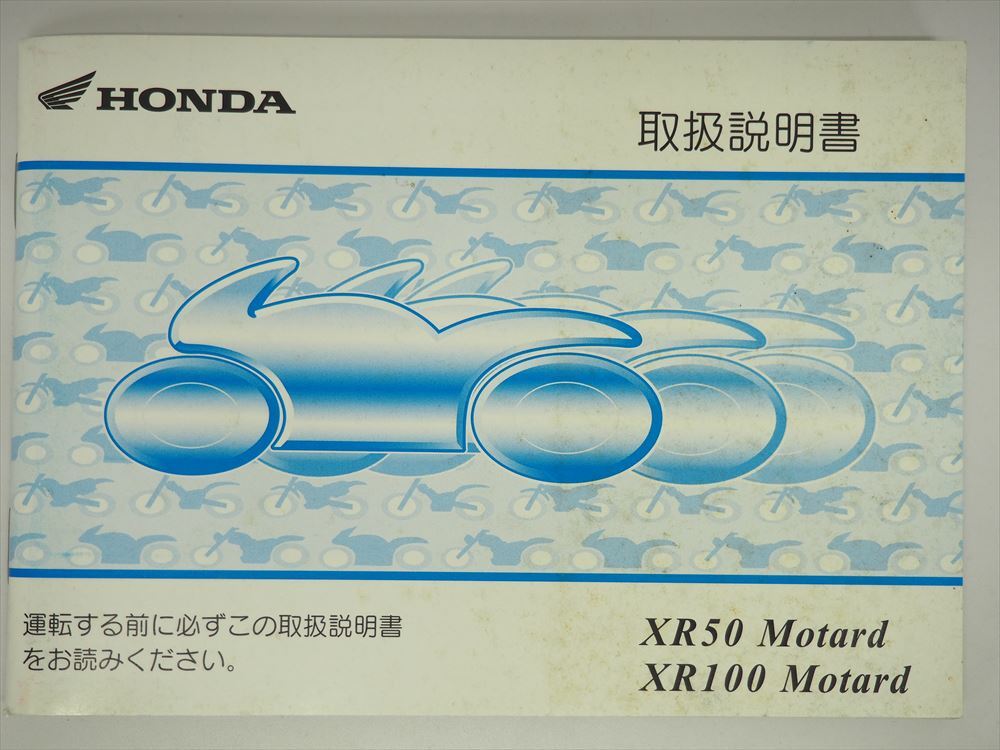 HONDA
取扱説明書
運転する前に必ずこの取扱説明書
をお読みください。
XR50 Motard
XR100 Motard